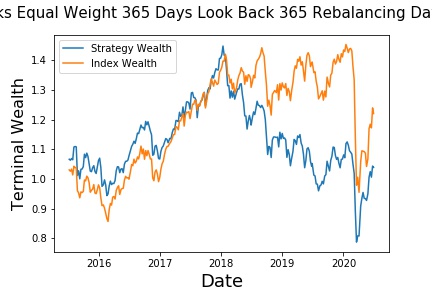 ks Equal Weight 365 Days Look Back 365 Rebalancing Da
Strategy Wealth
Index Wealth
Terminal Wealth
1.4
1.3
1.2
1.1
1.0
0.9
0.8
2016
2017
2018
2019
2020
Date